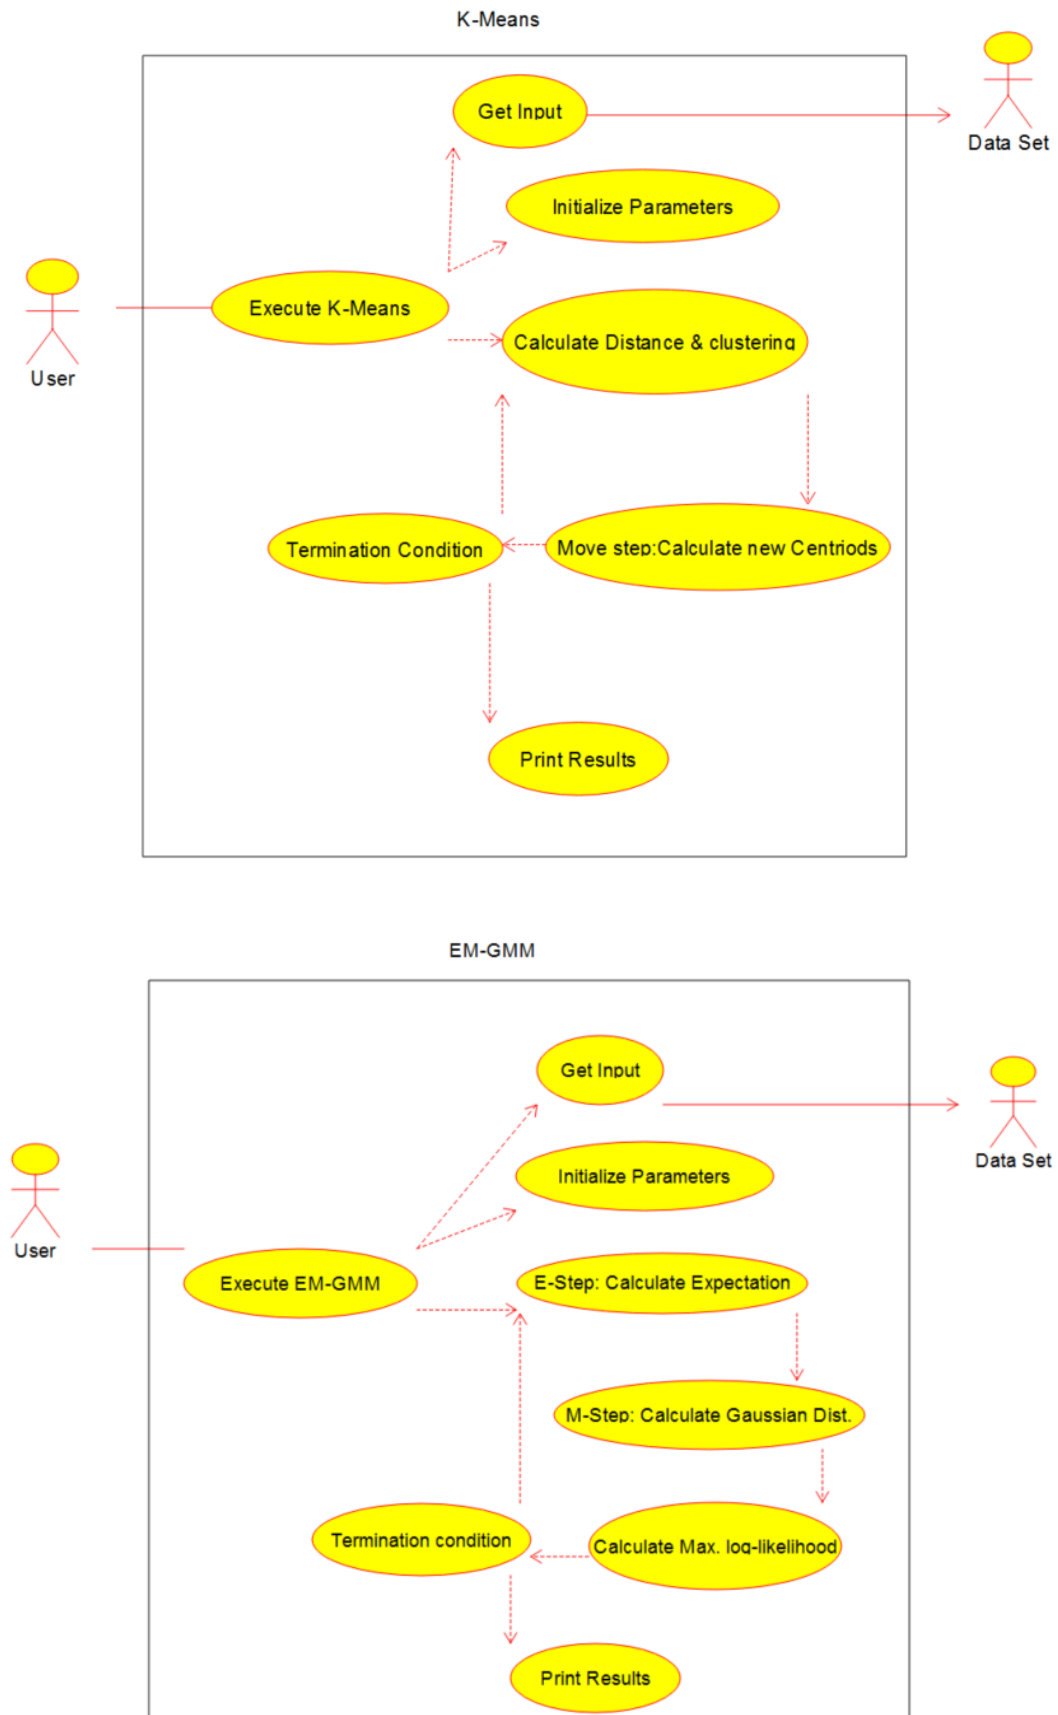 K-Means
Get Input
Data Set
Initialize Parameters
Execute K-Means
User
Calculate Distance & clustering
Termination Condition
Move step:Calculate new Centriods
Print Results
EM-GMM
Get Input
Data Set
Initialize Parameters
User
Execute EM-GMM
E-Step: Calculate Expectation
M-Step: Calculate Gaussian Dist.
Termination condition
Calculate Max. log-likelihood
Print Results